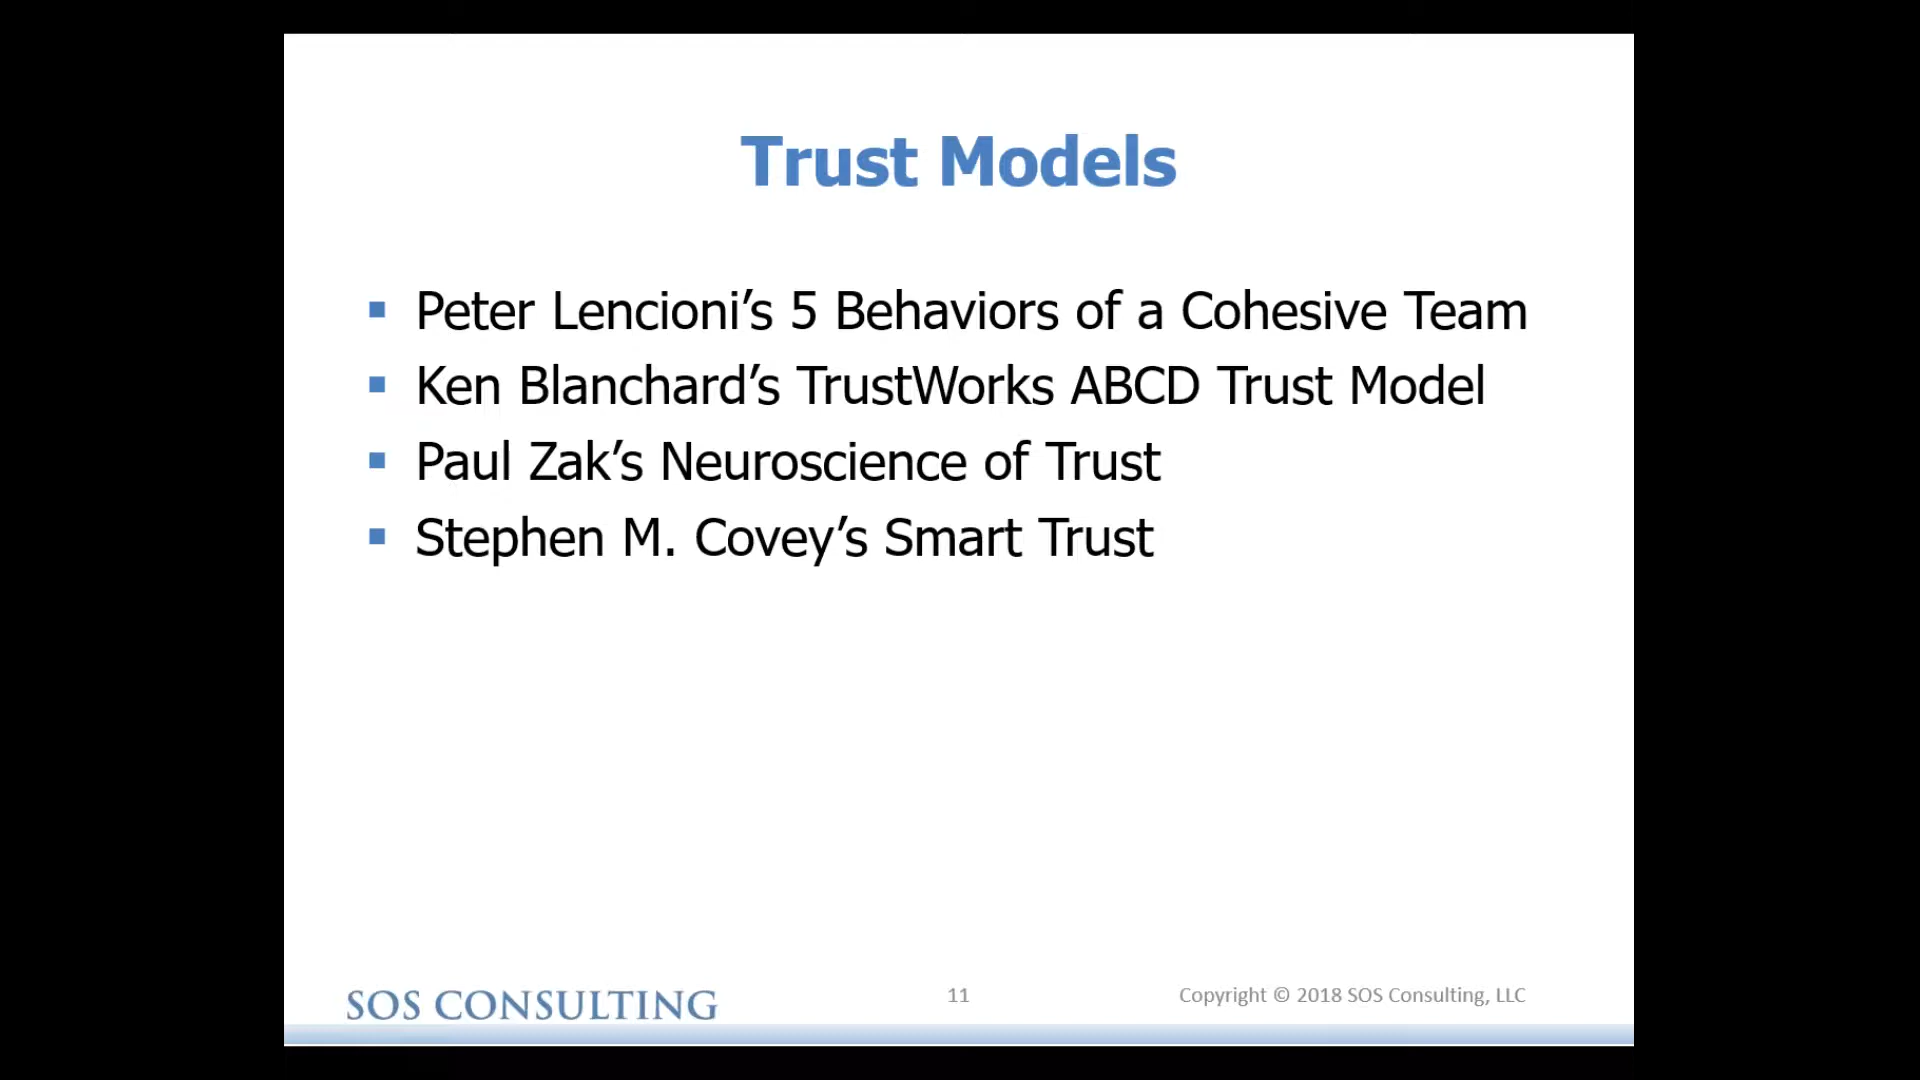 Trust Models
▪ Peter Lencioni’s 5 Behaviors of a Cohesive Team
▪ Ken Blanchard’s TrustWorks ABCD Trust Model
▪ Paul Zak’s Neuroscience of Trust
▪ Stephen M. Covey’s Smart Trust
SOS CONSULTING
11
Copyright © 2018 SOS Consulting, LLC